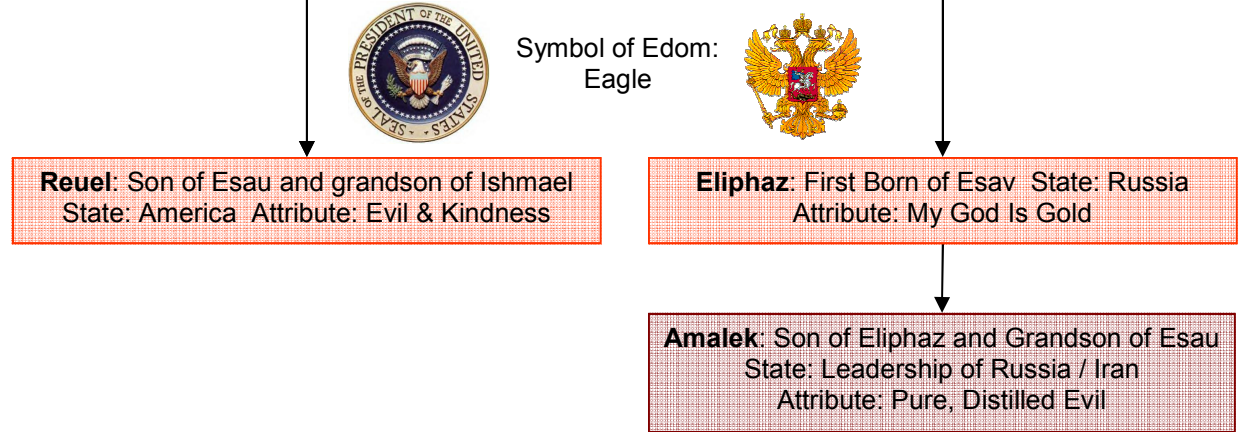 SEAL OF THE PRESIDENT OF THE UNITED STATES
Symbol of Edom:
Eagle
Reuel: Son of Esau and grandson of Ishmael
State: America Attribute: Evil & Kindness
Eliphaz: First Born of Esav State: Russia
Attribute: My God Is Gold
Amalek: Son of Eliphaz and Grandson of Esau
State: Leadership of Russia / Iran
Attribute: Pure, Distilled Evil